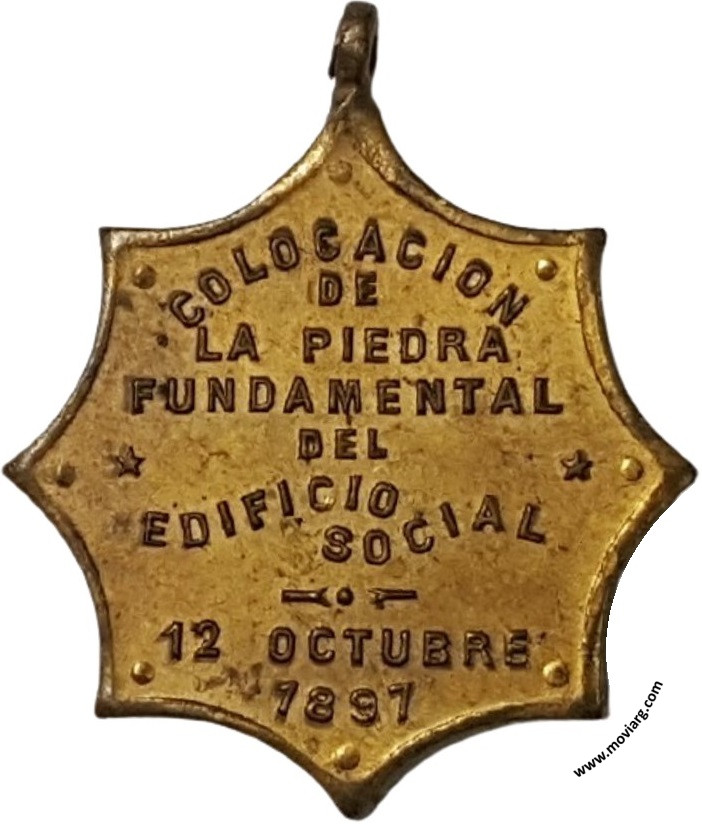 COLOCACION
DE
LA PIEDRA
FUNDAMENTAL
DEL
EDIFICIO SOCIAL
12 OCTUBRE
1897
www.moviarg.com